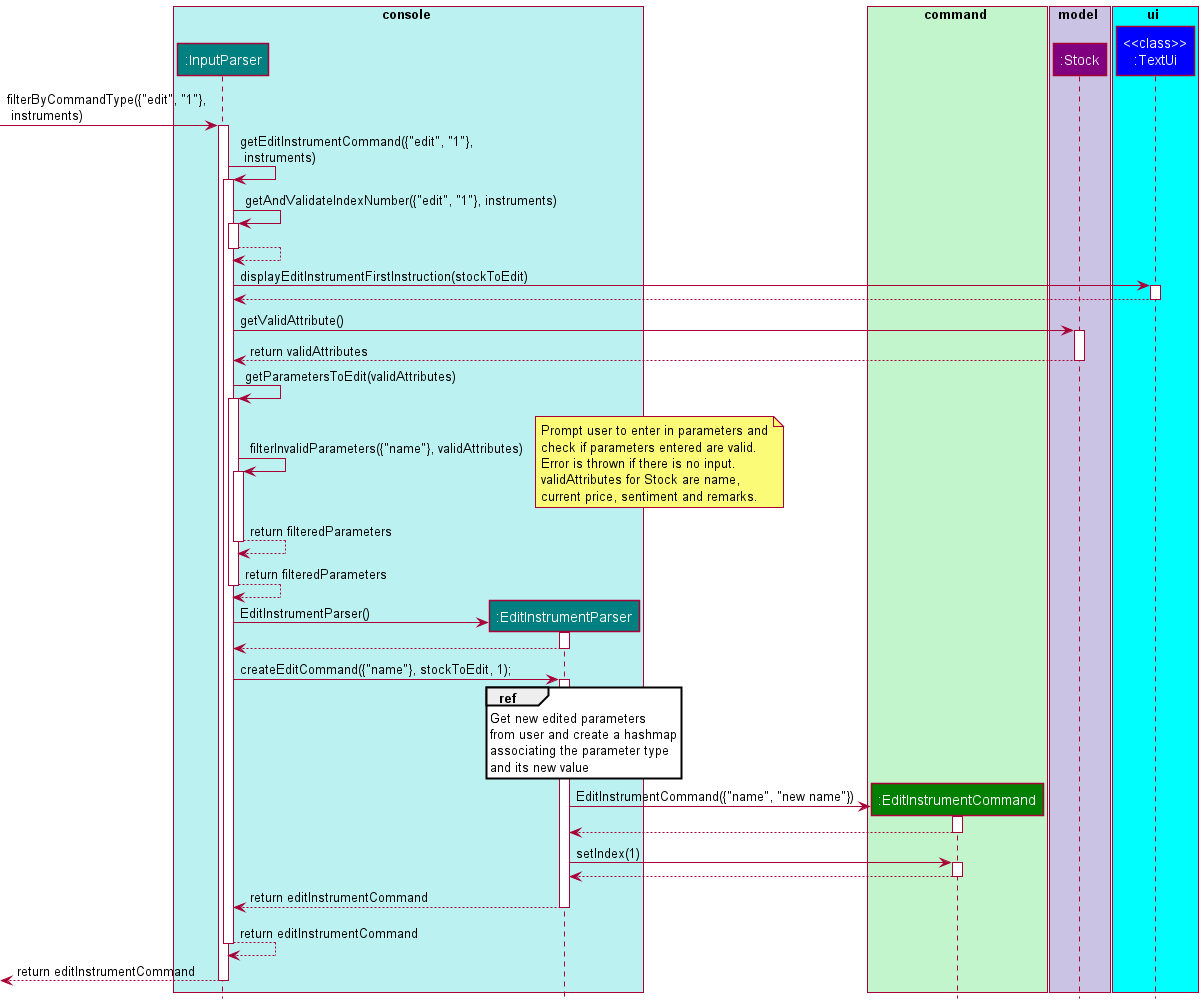 console
command
model
ui
:InputParser
:Stock
<<class>>
:TextUi
filterByCommandType({"edit", "1"},
instruments)
getEditInstrumentCommand({"edit", "1"},
instruments)
getAndValidateIndexNumber({"edit", "1"}, instruments)
displayEditInstrumentFirstInstruction(stockToEdit)
getValidAttribute()
return validAttributes
getParametersToEdit(validAttributes)
Prompt user to enter in parameters and
check if parameters entered are valid.
Error is thrown if there is no input.
validAttributes for Stock are name,
current price, sentiment and remarks.
filterInvalidParameters({"name"}, validAttributes)
return filteredParameters
return filteredParameters
EditInstrumentParser()
:EditInstrumentParser
createEditCommand({"name"}, stockToEdit, 1);
ref
Get new edited parameters
from user and create a hashmap
associating the parameter type
and its new value
EditInstrumentCommand({"name", "new name"})
:EditInstrumentCommand
setIndex(1)
return editInstrumentCommand
return editInstrumentCommand
return editInstrumentCommand